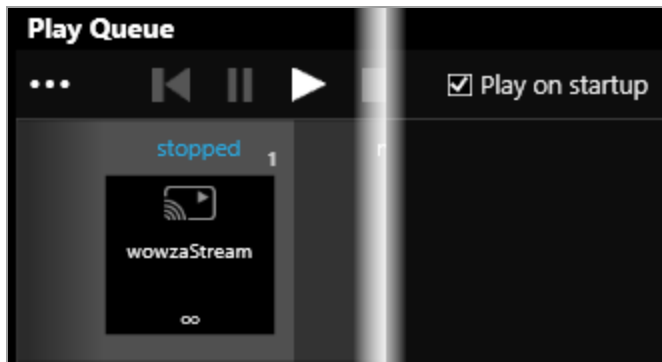 Play Queue
Play on startup
stopped
1
wowzaStream
∞